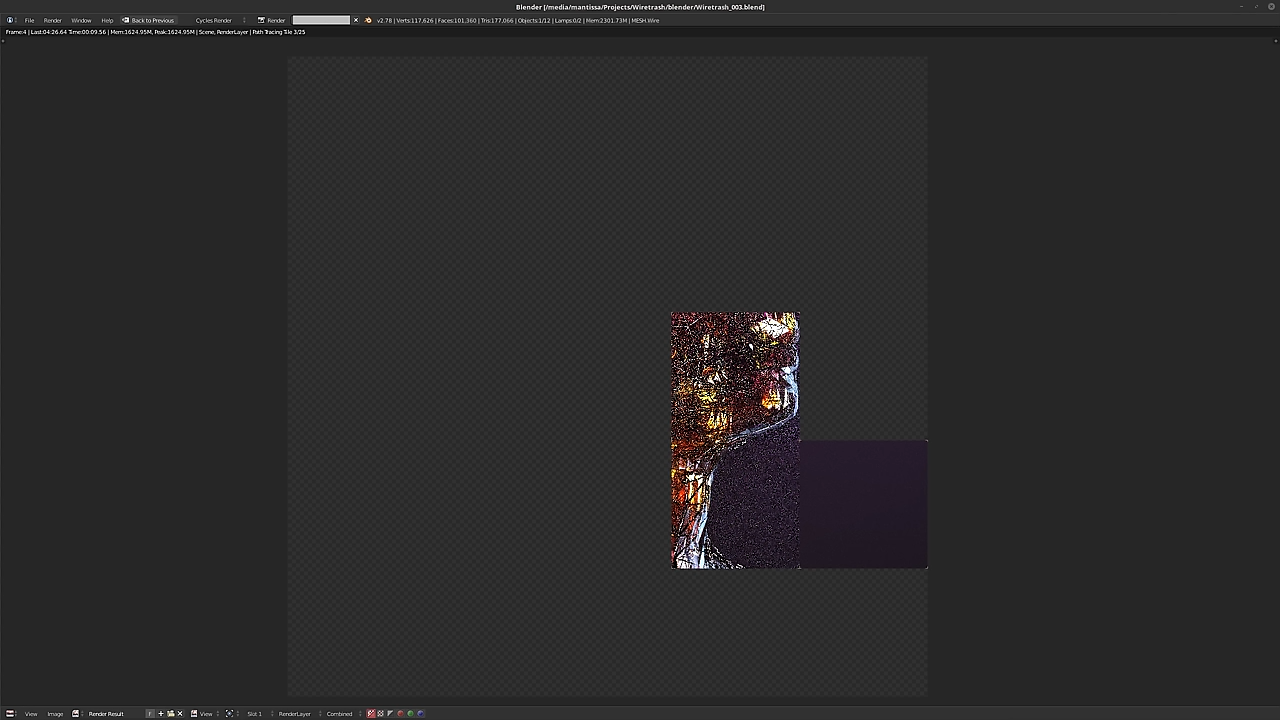 Blender [/media/mantissa/Projects/Wiretrash/blender/Wiretrash_003.blend]
File Render Window Help Back to Previous Cycles Render Render v2.78 | Verts:117,626 | Faces:101,360 | Tris:177,066 | Objects:1/12 | Lamps:0/2 | Mem:2301.73M | MESH.Wire
Frame:4 | Last:04:26.64 Time:00:09.56 | Mem:1624.95M, Peak:1624.95M | Scene, RenderLayer | Path Tracing Tile 3/25
View Image Render Result F View Slot 1 RenderLayer Combined